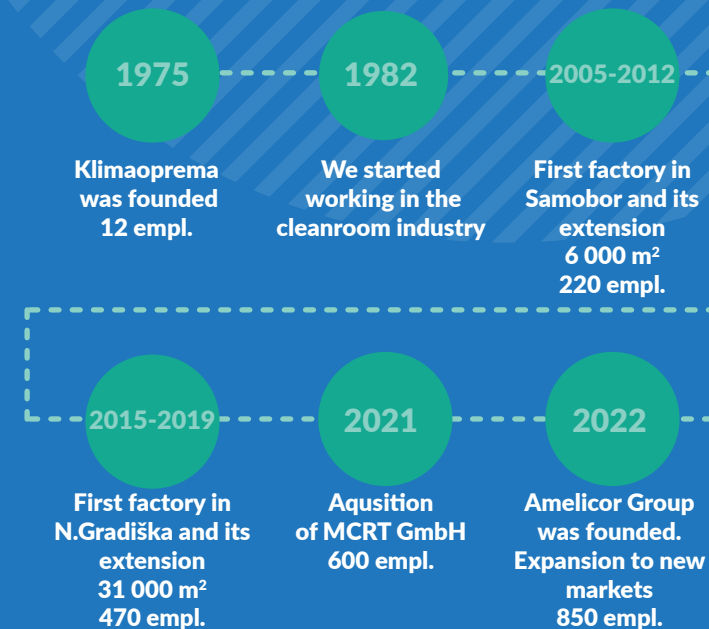 1975
Klimaoprema
was founded
12 empl.
1982
We started
working in the
cleanroom industry
2005-2012
First factory in
Samobor and its
extension
6 000 m²
220 empl.
2015-2019
First factory in
N.Gradiška and its
extension
31 000 m²
470 empl.
2021
Aqusition
of MCRT GmbH
600 empl.
2022
Amelicor Group
was founded.
Expansion to new
markets
850 empl.